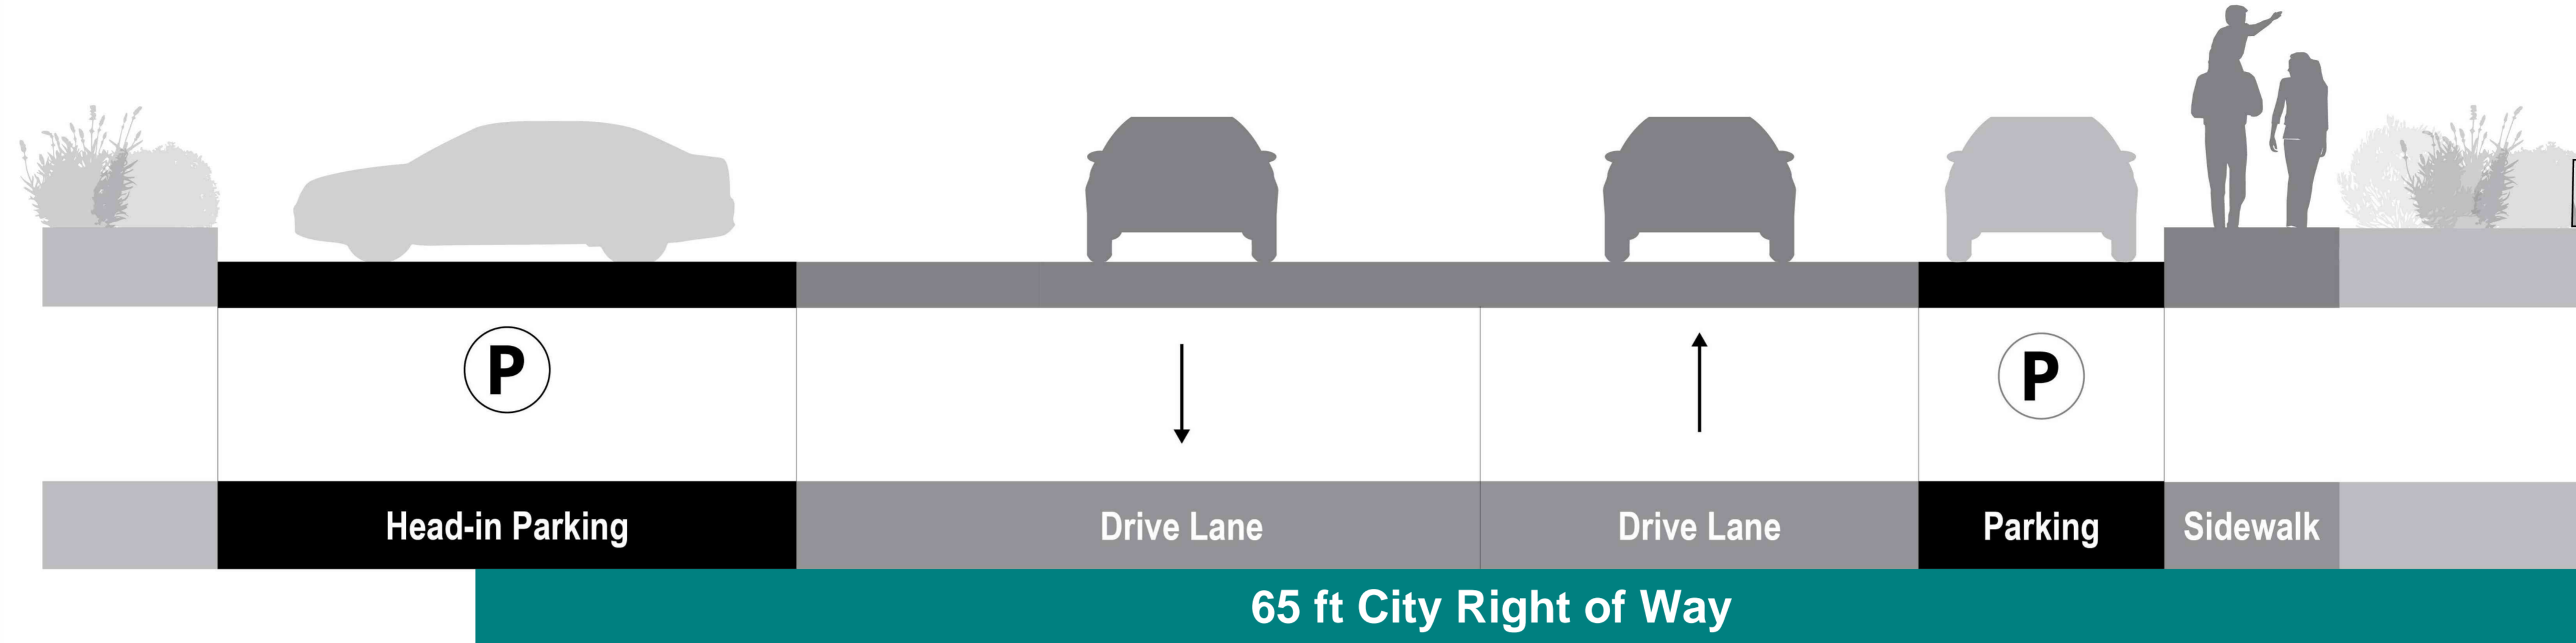 P
P
Head-in Parking
Drive Lane
Drive Lane
Parking
Sidewalk
65 ft City Right of Way